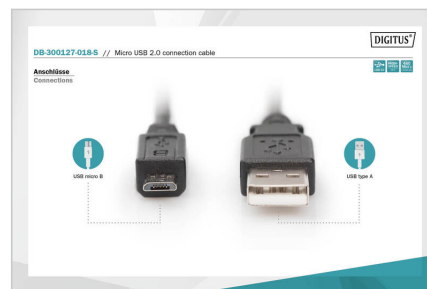 DIGITUS®
DB-300127-018-S // Micro USB 2.0 connection cable
Anschlüsse
Connections
USB micro B
USB type A